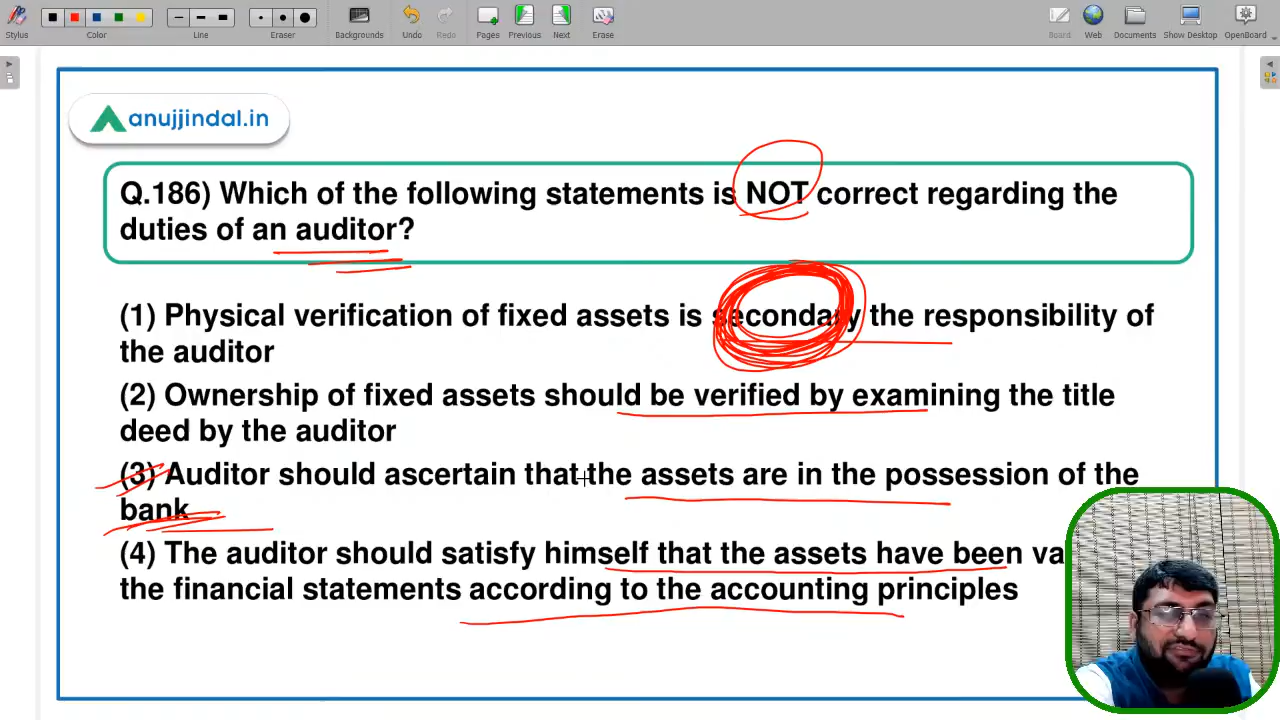 Stylus Color Line Eraser Backgrounds Undo Redo Pages Previous Next Erase Board Web Documents Show Desktop OpenBoard
anujjindal.in
Q.186) Which of the following statements is NOT correct regarding the
duties of an auditor?
(1) Physical verification of fixed assets is secondary the responsibility of
the auditor
(2) Ownership of fixed assets should be verified by examining the title
deed by the auditor
(3) Auditor should ascertain that the assets are in the possession of the
bank
(4) The auditor should satisfy himself that the assets have been
the financial statements according to the accounting principles